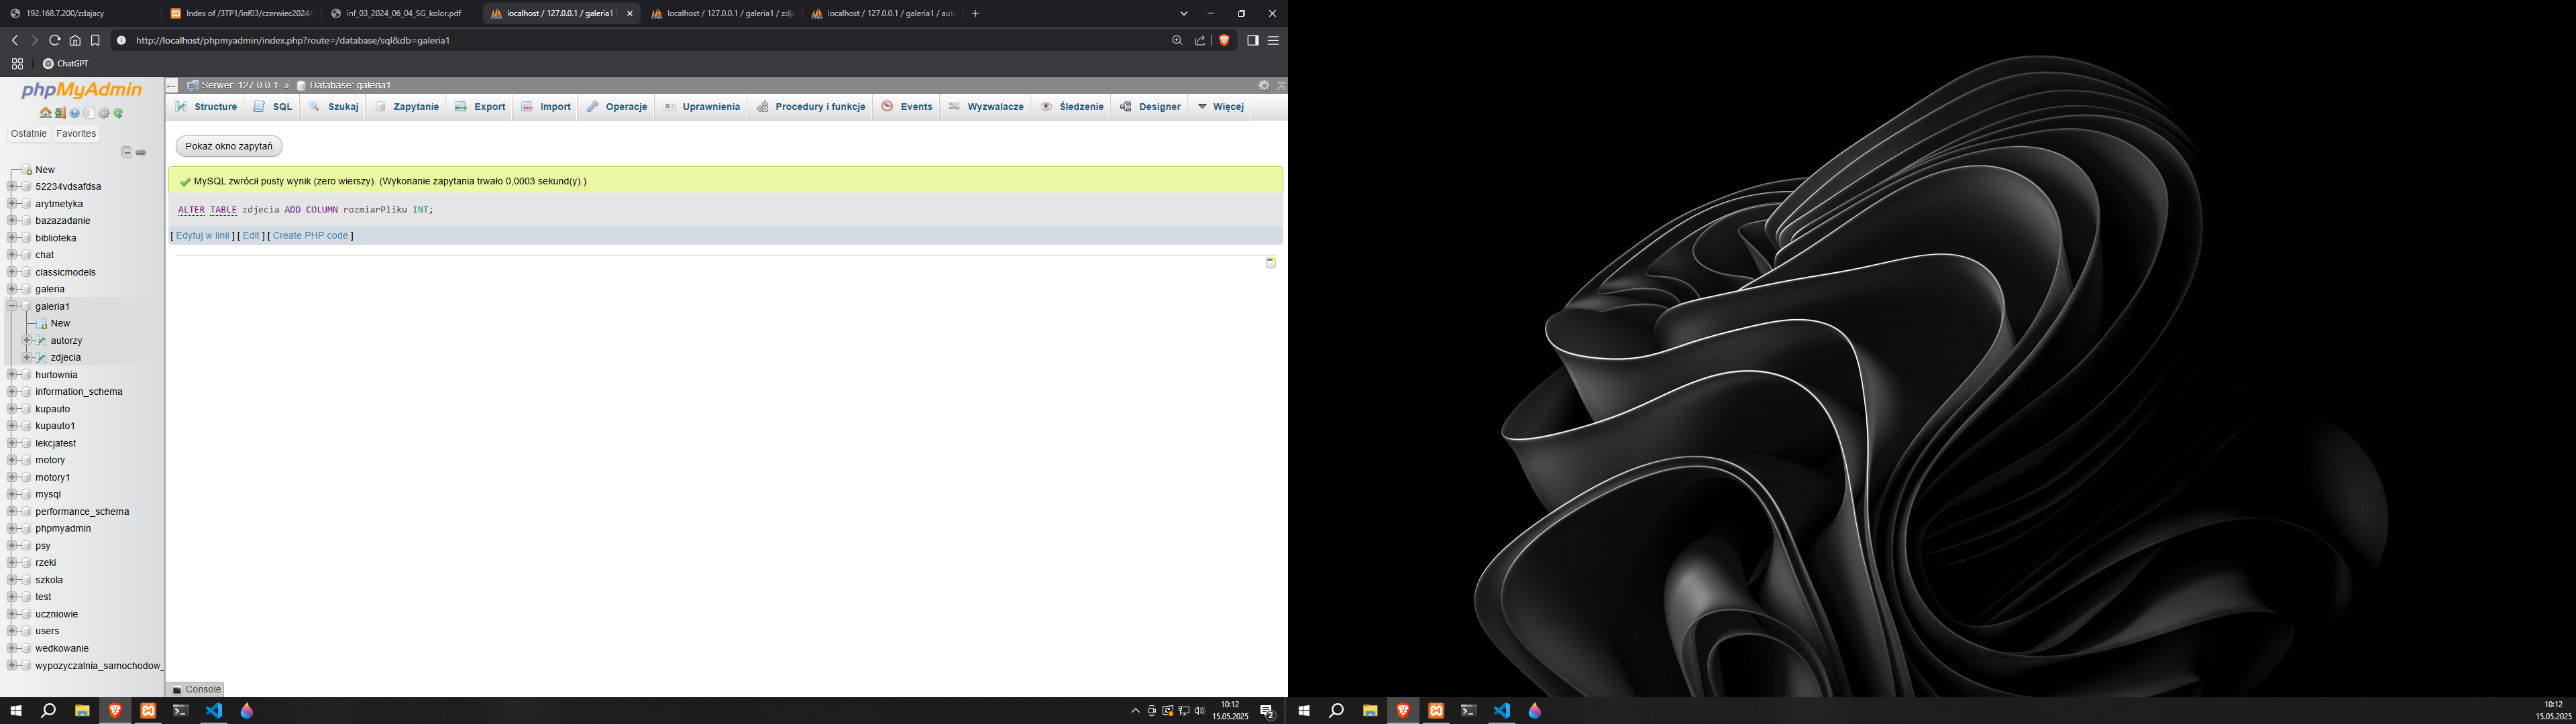 192.168.7.200/zdajacy
Index of /3TP1/inf03/czerwiec2024/
inf_03_2024_06_04_SG_kolor.pdf
localhost / 127.0.0.1 / galeria1
localhost / 127.0.0.1 / galeria1 / zdj
localhost / 127.0.0.1 / galeria1 / aut
http://localhost/phpmyadmin/index.php?route=/database/sql&db=galeria1
ChatGPT
phpMyAdmin
Ostatnie
Favorites
New
52234vdsafdsa
arytmetyka
bazazadanie
biblioteka
chat
classicmodels
galeria
galeria1
New
autorzy
zdjecia
hurtownia
information_schema
kupauto
kupauto1
lekcjatest
motory
motory1
mysql
performance_schema
phpmyadmin
psy
rzeki
szkola
test
uczniowie
users
wedkowanie
wypozyczalnia_samochodow_
Serwer: 127.0.0.1 » Database: galeria1
Structure SQL Szukaj Zapytanie Export Import Operacje Uprawnienia Procedury i funkcje Events Wyzwalacze Śledzenie Designer Więcej
Pokaż okno zapytań
MySQL zwrócił pusty wynik (zero wierszy). (Wykonanie zapytania trwało 0,0003 sekund(y).)
ALTER TABLE zdjecia ADD COLUMN rozmiarPliku INT;
[ Edytuj w linii ] [ Edit ] [ Create PHP code ]
Console
10:12
15.05.2025
2
10:12
15.05.2025